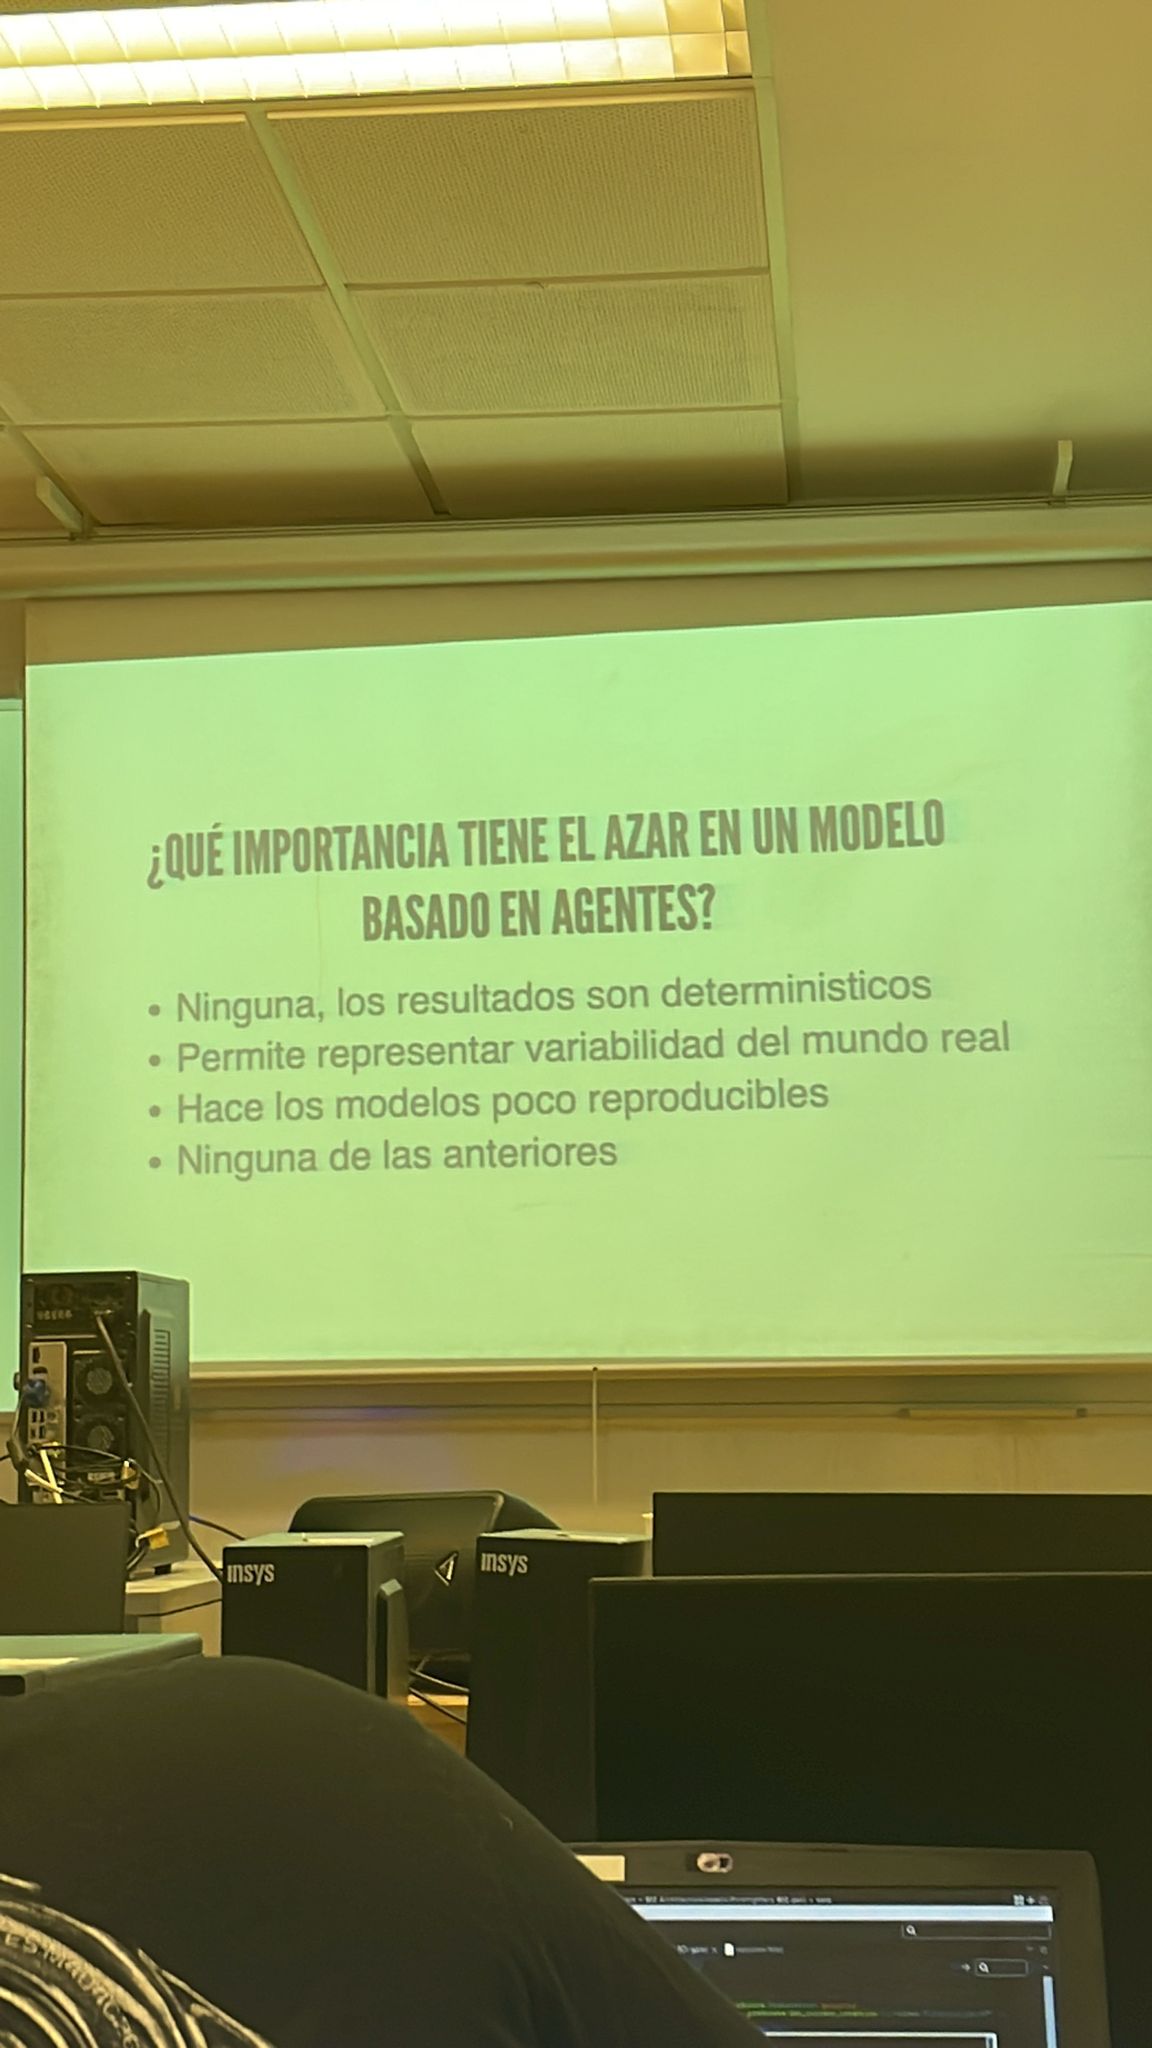 ¿QUÉ IMPORTANCIA TIENE EL AZAR EN UN MODELO
BASADO EN AGENTES?
• Ninguna, los resultados son deterministicos
• Permite representar variabilidad del mundo real
• Hace los modelos poco reproducibles
• Ninguna de las anteriores
insys
insys